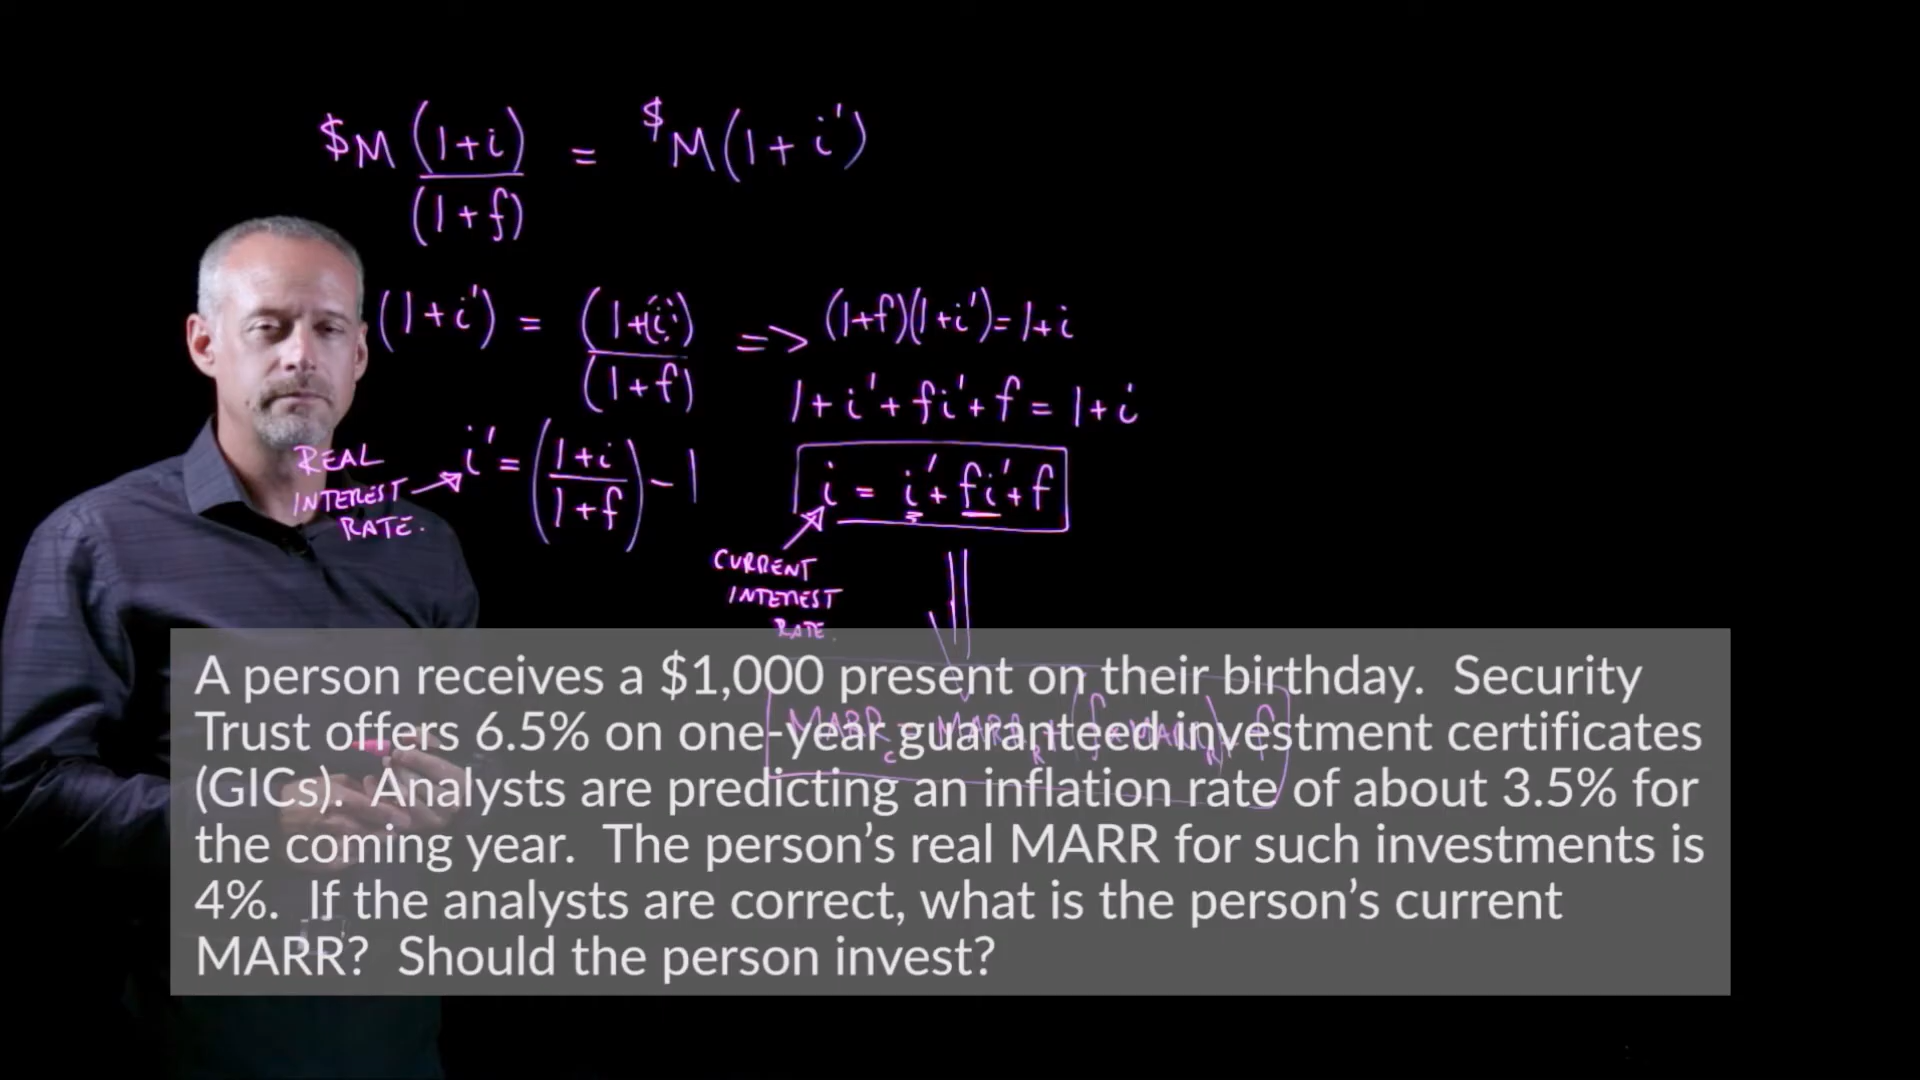 $M (1+i) / (1+f) = $M (1+i')
(1+i') = (1+i) / (1+f) => (1+f)(1+i') = 1+i
1+i'+fi'+f = 1+i
REAL INTEREST RATE. i' = (1+i / 1+f) - 1
i = i' + fi' + f
CURRENT
INTEREST
RATE.
MARR_C = MARR_R + (f × MARR_R) + f
A person receives a $1,000 present on their birthday. Security
Trust offers 6.5% on one-year guaranteed investment certificates
(GICs). Analysts are predicting an inflation rate of about 3.5% for
the coming year. The person's real MARR for such investments is
4%. If the analysts are correct, what is the person's current
MARR? Should the person invest?